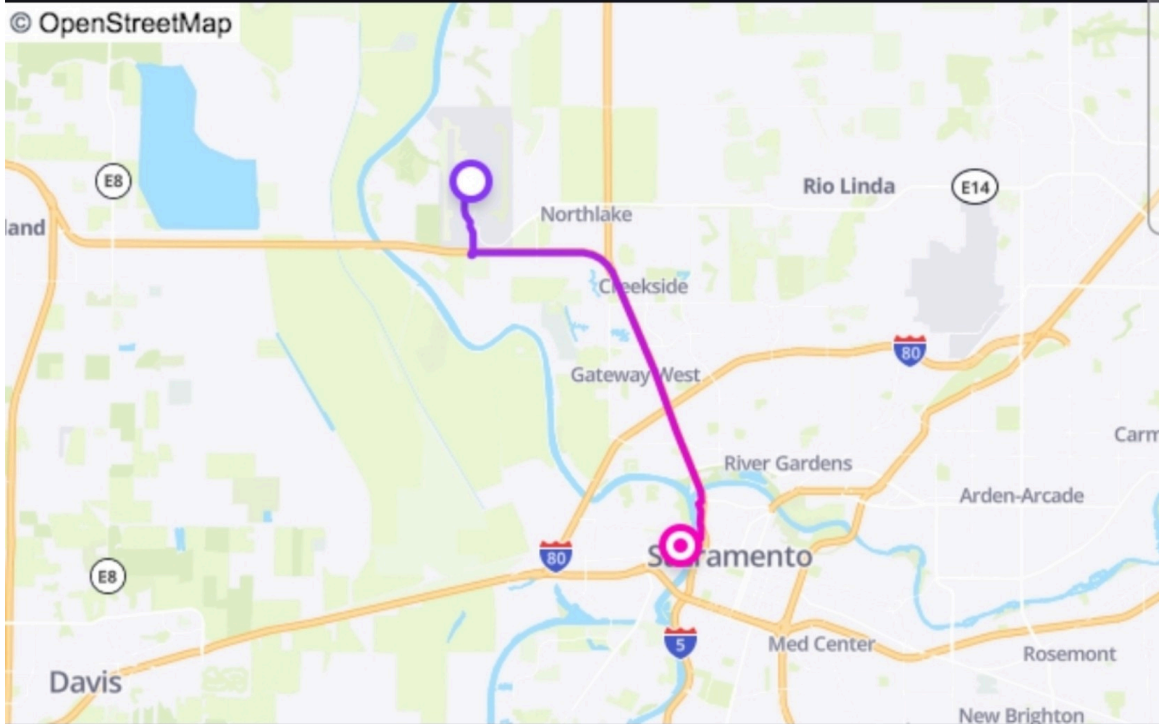 © OpenStreetMap
E8
Rio Linda
E14
Northlake
land
Creekside
80
Gateway West
Carm
River Gardens
Arden-Arcade
80
Sacramento
E8
5
Med Center
Rosemont
Davis
New Brighton